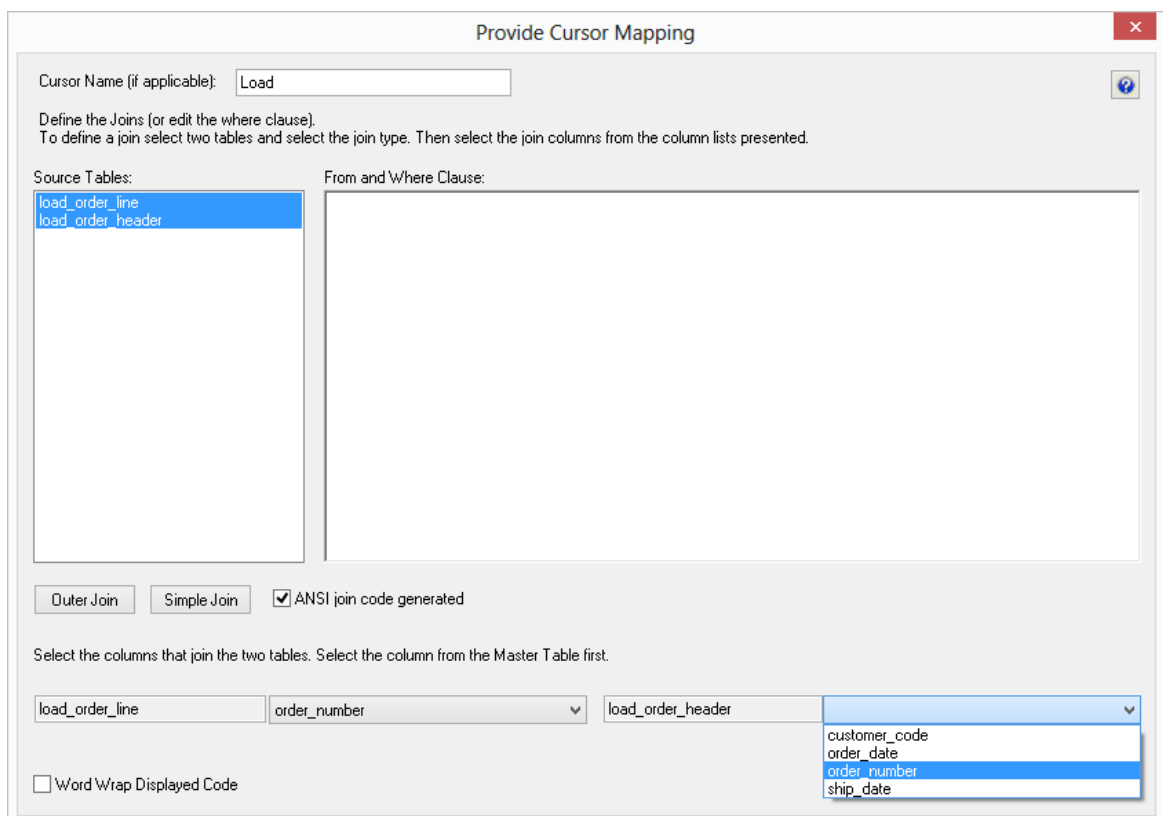 Provide Cursor Mapping
Cursor Name (if applicable): Load
Define the Joins (or edit the where clause).
To define a join select two tables and select the join type. Then select the join columns from the column lists presented.
Source Tables: From and Where Clause:
load_order_line
load_order_header
Outer Join Simple Join ANSI join code generated
Select the columns that join the two tables. Select the column from the Master Table first.
load_order_line order_number load_order_header
customer_code
order_date
order_number
ship_date
Word Wrap Displayed Code